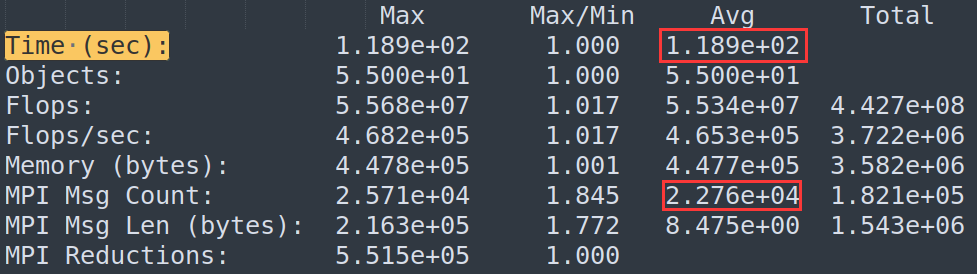 Max Max/Min Avg Total
Time (sec): 1.189e+02 1.000 1.189e+02
Objects: 5.500e+01 1.000 5.500e+01
Flops: 5.568e+07 1.017 5.534e+07 4.427e+08
Flops/sec: 4.682e+05 1.017 4.653e+05 3.722e+06
Memory (bytes): 4.478e+05 1.001 4.477e+05 3.582e+06
MPI Msg Count: 2.571e+04 1.845 2.276e+04 1.821e+05
MPI Msg Len (bytes): 2.163e+05 1.772 8.475e+00 1.543e+06
MPI Reductions: 5.515e+05 1.000